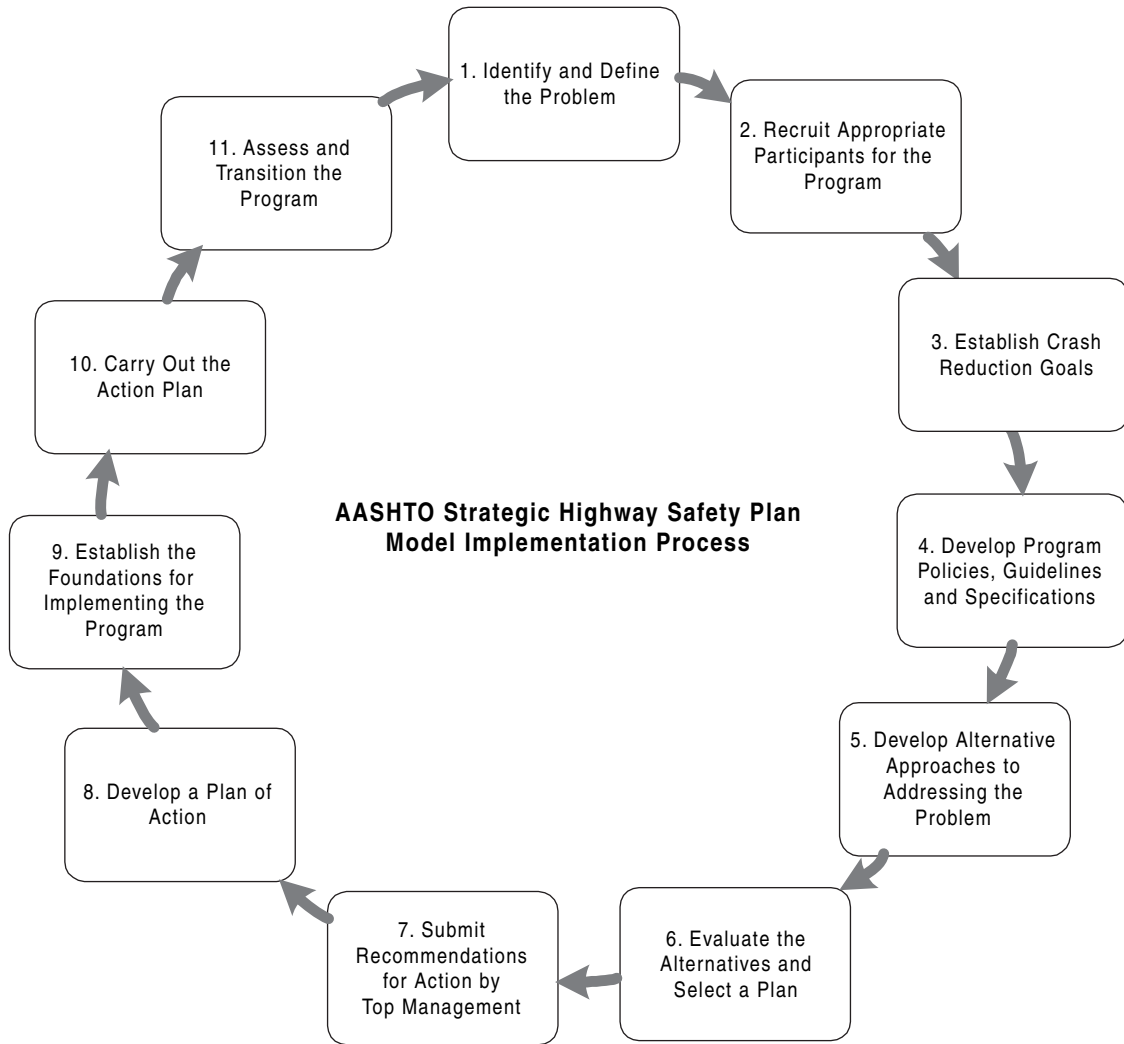 1. Identify and Define
the Problem
2. Recruit Appropriate
Participants for the
Program
3. Establish Crash
Reduction Goals
4. Develop Program
Policies, Guidelines
and Specifications
5. Develop Alternative
Approaches to
Addressing the
Problem
6. Evaluate the
Alternatives and
Select a Plan
7. Submit
Recommendations
for Action by
Top Management
8. Develop a Plan of
Action
9. Establish the
Foundations for
Implementing the
Program
10. Carry Out the
Action Plan
11. Assess and
Transition the
Program
AASHTO Strategic Highway Safety Plan
Model Implementation Process